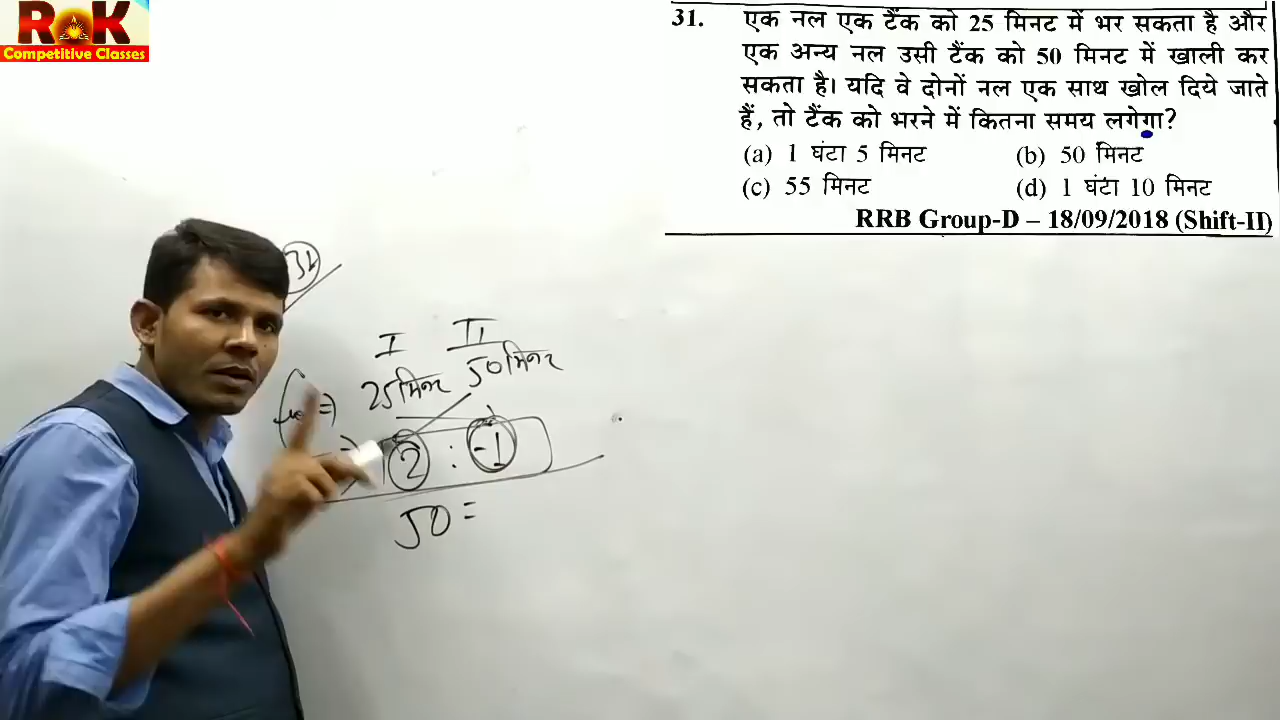 ROK
Competitive Classes
31. एक नल एक टैंक को 25 मिनट में भर सकता है और
एक अन्य नल उसी टैंक को 50 मिनट में खाली कर
सकता है। यदि वे दोनों नल एक साथ खोल दिये जाते
हैं, तो टैंक को भरने में कितना समय लगेगा?
(a) 1 घंटा 5 मिनट (b) 50 मिनट
(c) 55 मिनट (d) 1 घंटा 10 मिनट
RRB Group-D – 18/09/2018 (Shift-II)
31
I II
25 मिनट 50 मिनट
2 : -1
50 =